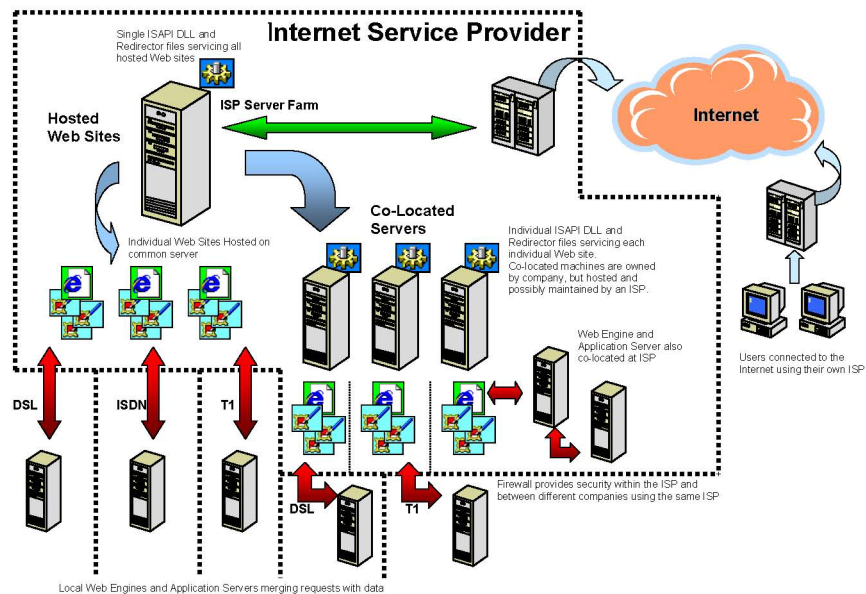 Internet Service Provider
Single ISAPI DLL and
Redirector files servicing all
hosted Web sites
ISP Server Farm
Hosted
Web Sites
Internet
Individual Web Sites Hosted on
common server
Co-Located
Servers
Individual ISAPI DLL and
Redirector files servicing each
individual Web site.
Co-located machines are owned
by company, but hosted and
possibly maintained by an ISP.
Web Engine and
Application Server also
co-located at ISP
Users connected to the
Internet using their own ISP
DSL
ISDN
T1
DSL
T1
Firewall provides security within the ISP and
between different companies using the same ISP
Local Web Engines and Application Servers merging requests with data